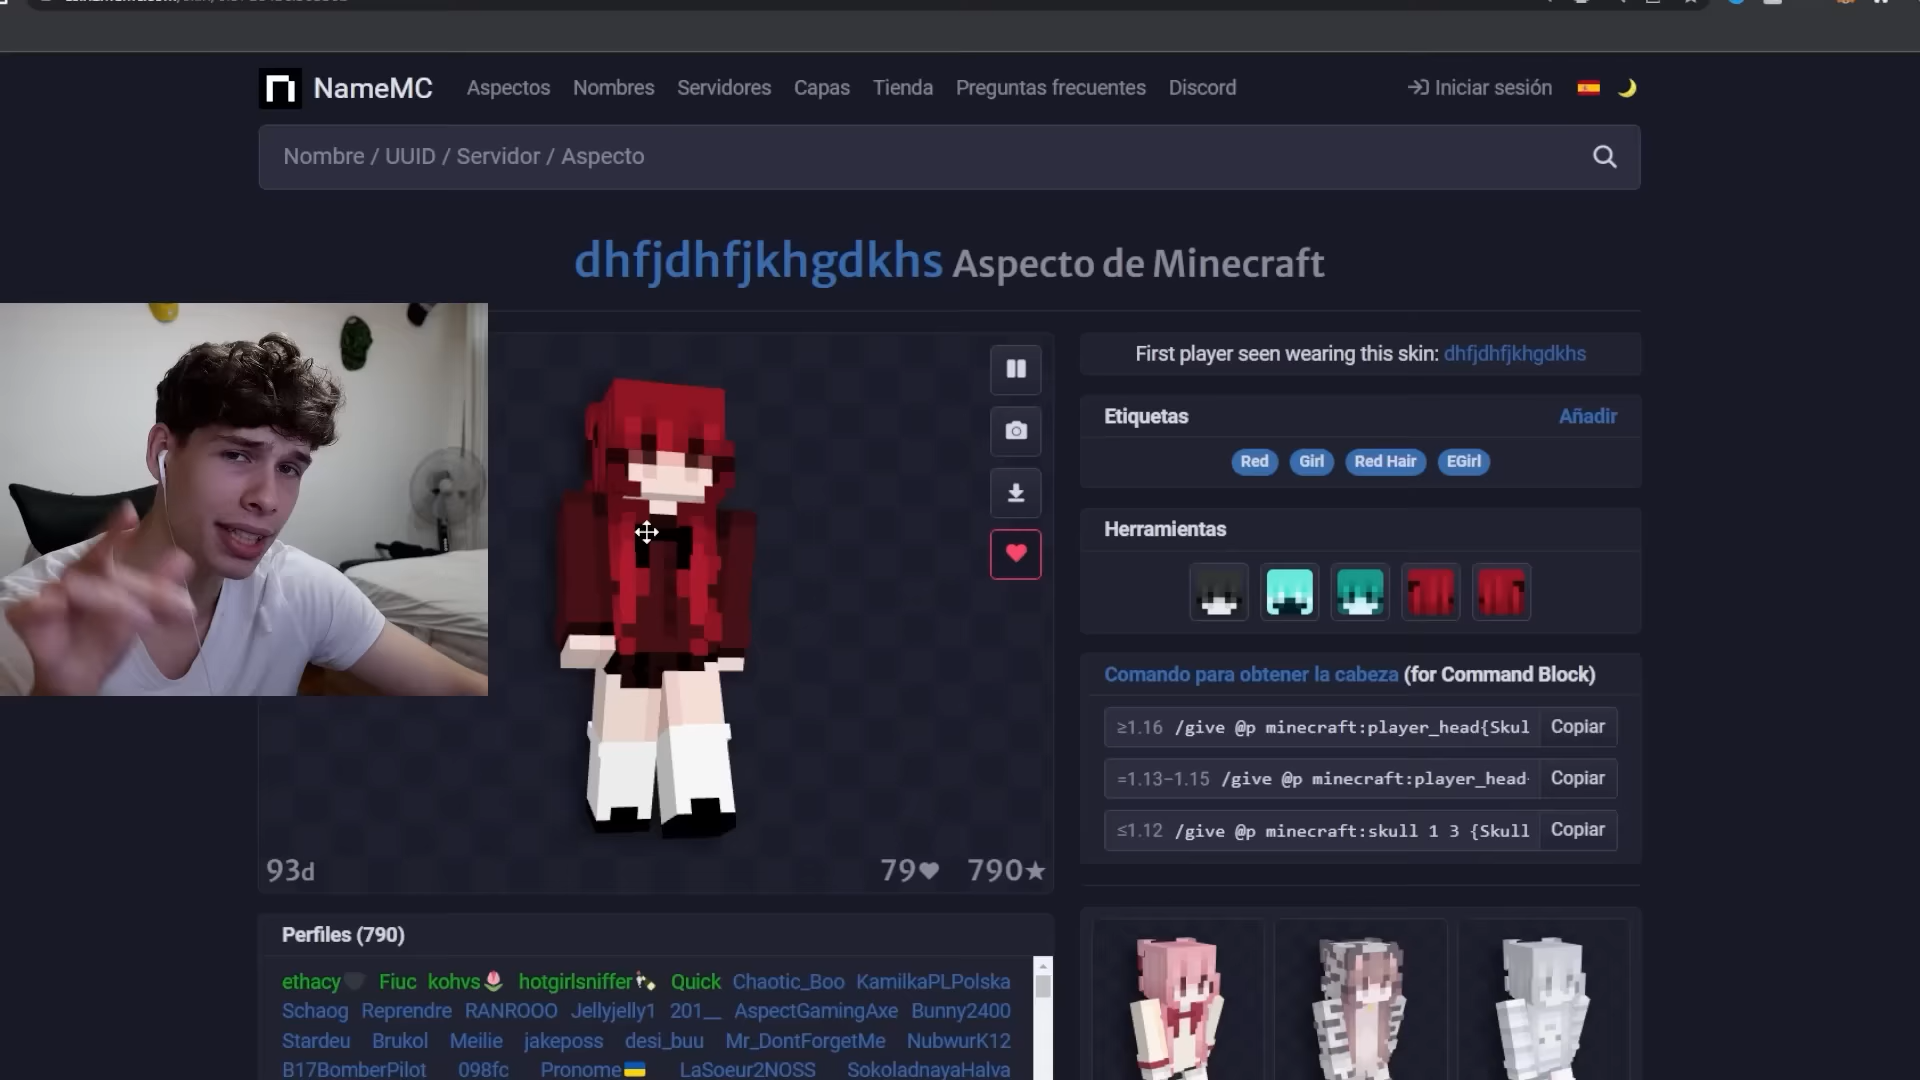 NameMC Aspectos Nombres Servidores Capas Tienda Preguntas frecuentes Discord Iniciar sesión
Nombre / UUID / Servidor / Aspecto
dhfjdhfjkhgdkhs Aspecto de Minecraft
First player seen wearing this skin: dhfjdhfjkhgdkhs
Etiquetas Añadir
Red Girl Red Hair EGirl
Herramientas
Comando para obtener la cabeza (for Command Block)
≥1.16 /give @p minecraft:player_head{Skul Copiar
=1.13–1.15 /give @p minecraft:player_head Copiar
≤1.12 /give @p minecraft:skull 1 3 {Skull Copiar
93d 79♥ 790★
Perfiles (790)
ethacy Fiuc kohvs hotgirlsniffer Quick Chaotic_Boo KamilkaPLPolska
Schaog Reprendre RANROOO Jellyjelly1 201__ AspectGamingAxe Bunny2400
Stardeu Brukol Meilie jakeposs desi_buu Mr_DontForgetMe NubwurK12
B17BomberPilot 098fc Pronome LaSoeur2NOSS SokoladnayaHalva